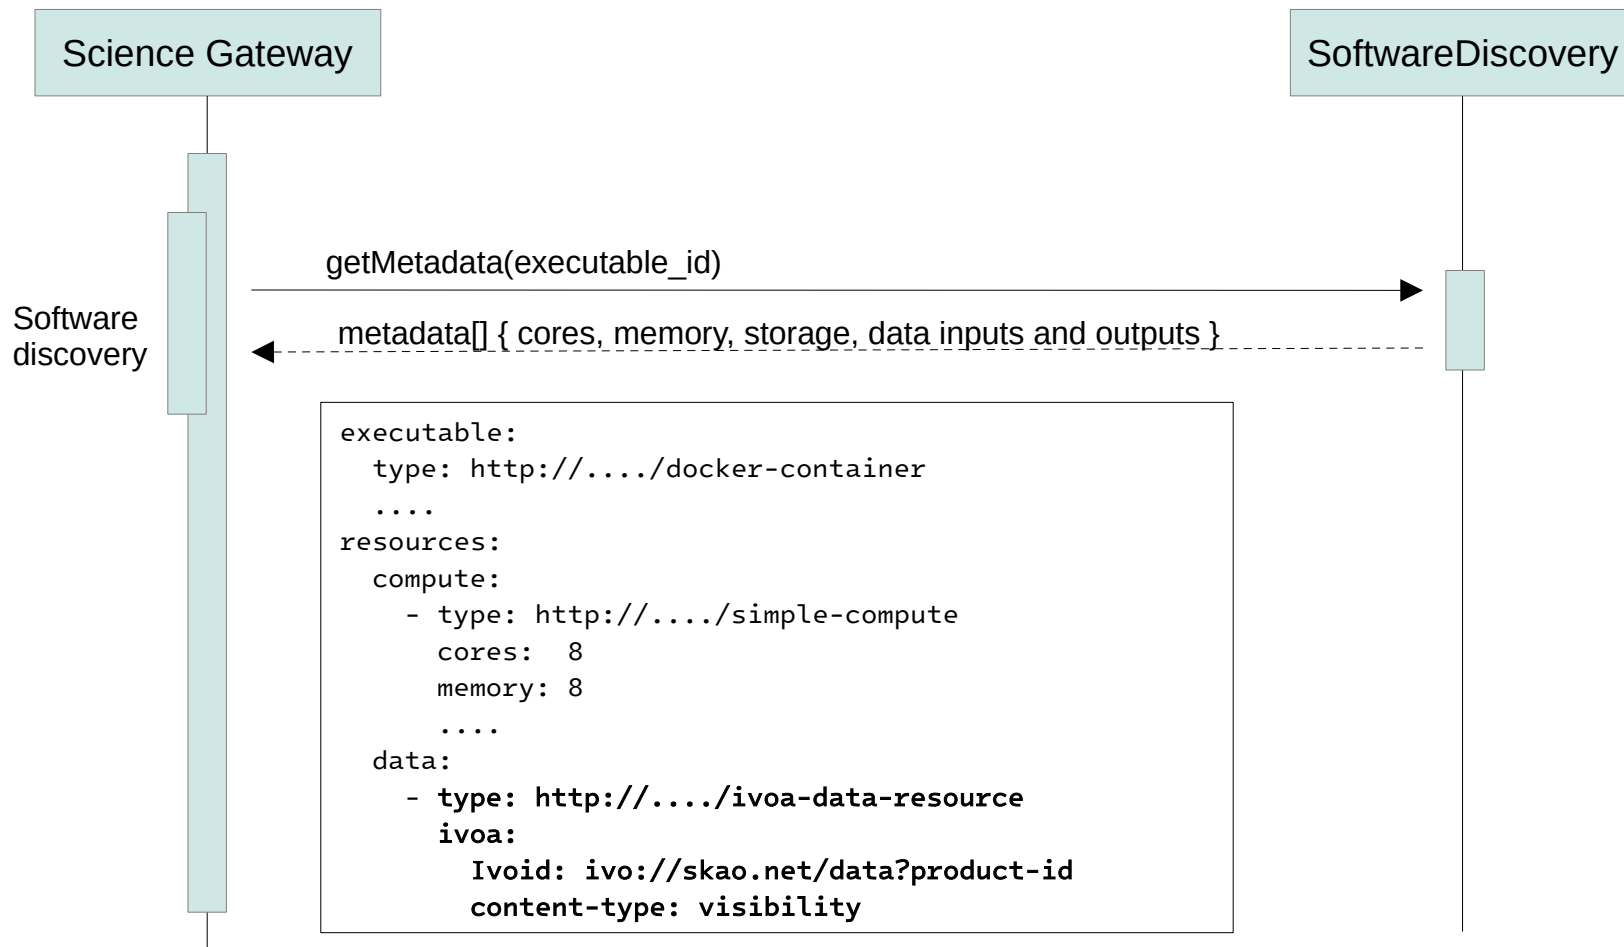 Science Gateway
SoftwareDiscovery
getMetadata(executable_id)
Software
discovery
metadata[] { cores, memory, storage, data inputs and outputs }
executable:
  type: http://..../docker-container
  ....
resources:
  compute:
    - type: http://..../simple-compute
      cores:  8
      memory: 8
      ....
  data:
    - type: http://..../ivoa-data-resource
      ivoa:
        Ivoid: ivo://skao.net/data?product-id
        content-type: visibility